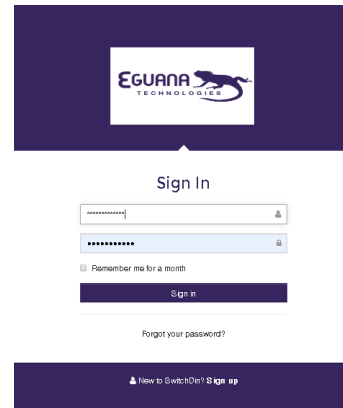 EGUANA
TECHNOLOGIES
Sign In
Remember me for a month
Sign in
Forgot your password?
New to SwitchDin? Sign up